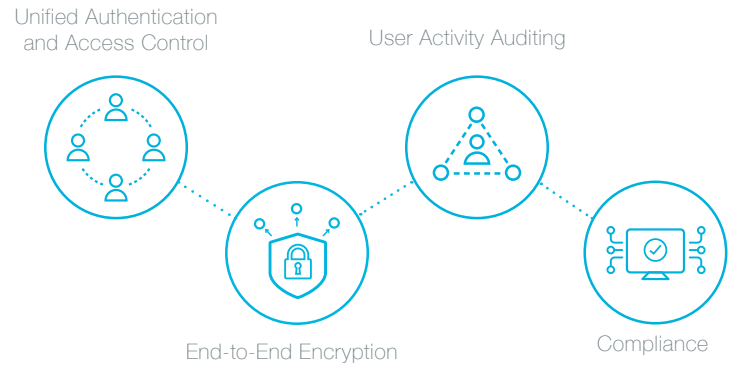 Unified Authentication
and Access Control
User Activity Auditing
End-to-End Encryption
Compliance